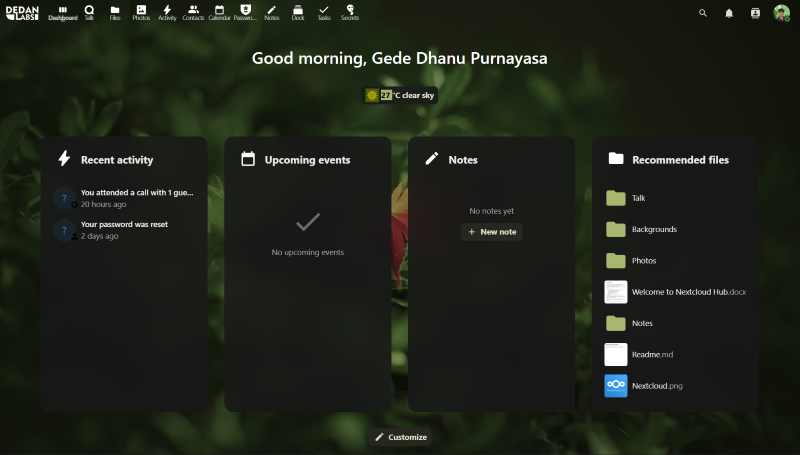 DEDAN
LABS
Dashboard
Talk
Files
Photos
Activity
Contacts
Calendar
Passwo...
Notes
Deck
Tasks
Secrets
Good morning, Gede Dhanu Purnayasa
27 °C clear sky
Recent activity
You attended a call with 1 gue...
20 hours ago
Your password was reset
2 days ago
Upcoming events
No upcoming events
Notes
No notes yet
+ New note
Recommended files
Talk
Backgrounds
Photos
Welcome to Nextcloud Hub.docx
Notes
Readme.md
Nextcloud.png
Customize